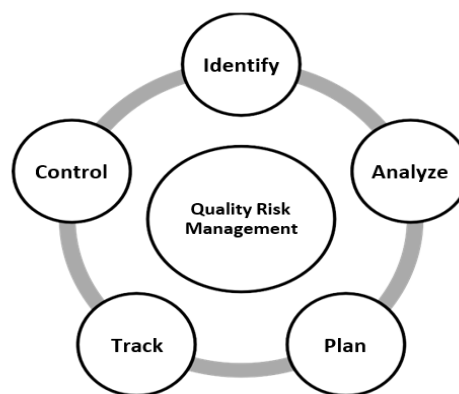 Identify
Analyze
Plan
Track
Control
Quality Risk
Management